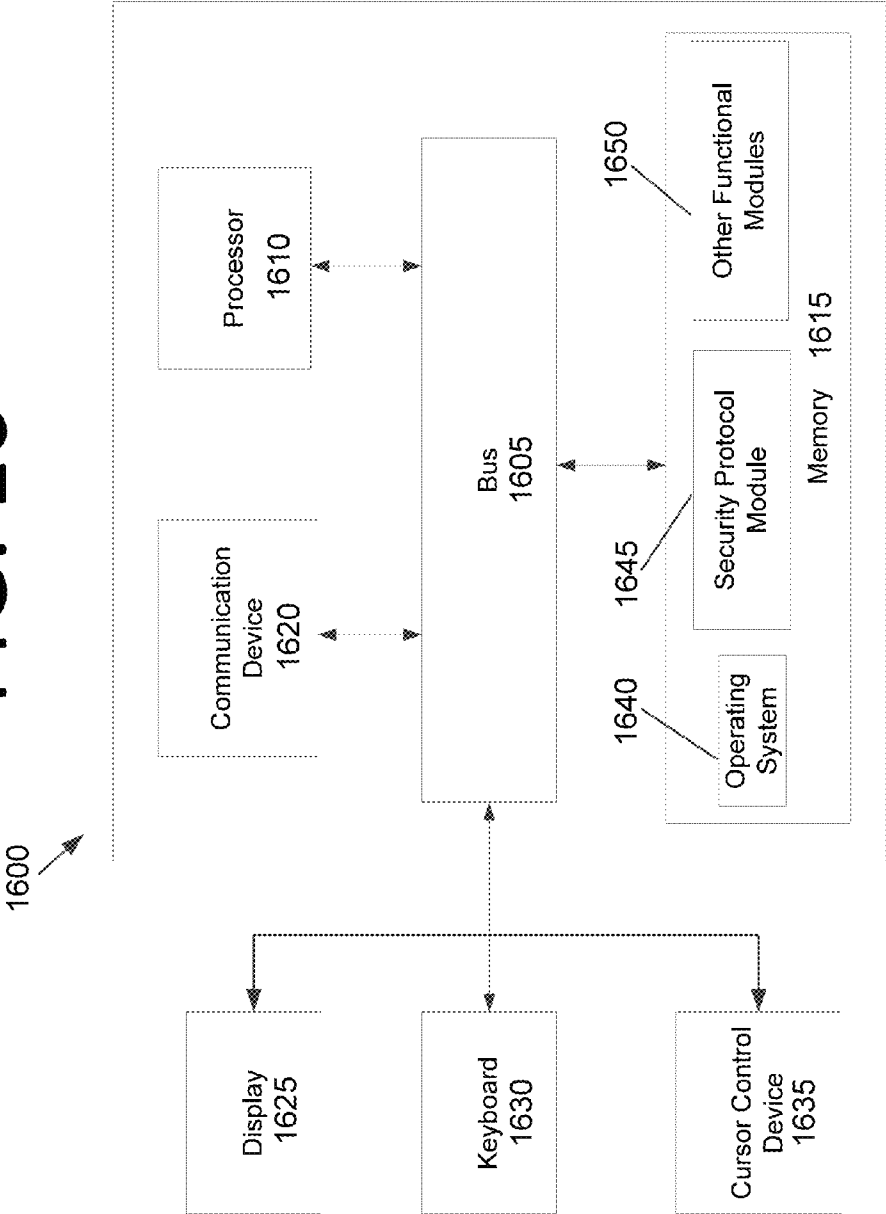 1600
Display
1625
Communication
Device
1620
Processor
1610
Keyboard
1630
Bus
1605
1640
1645
1650
Cursor Control
Device
1635
Operating
System
Security Protocol
Module
Other Functional
Modules
Memory 1615